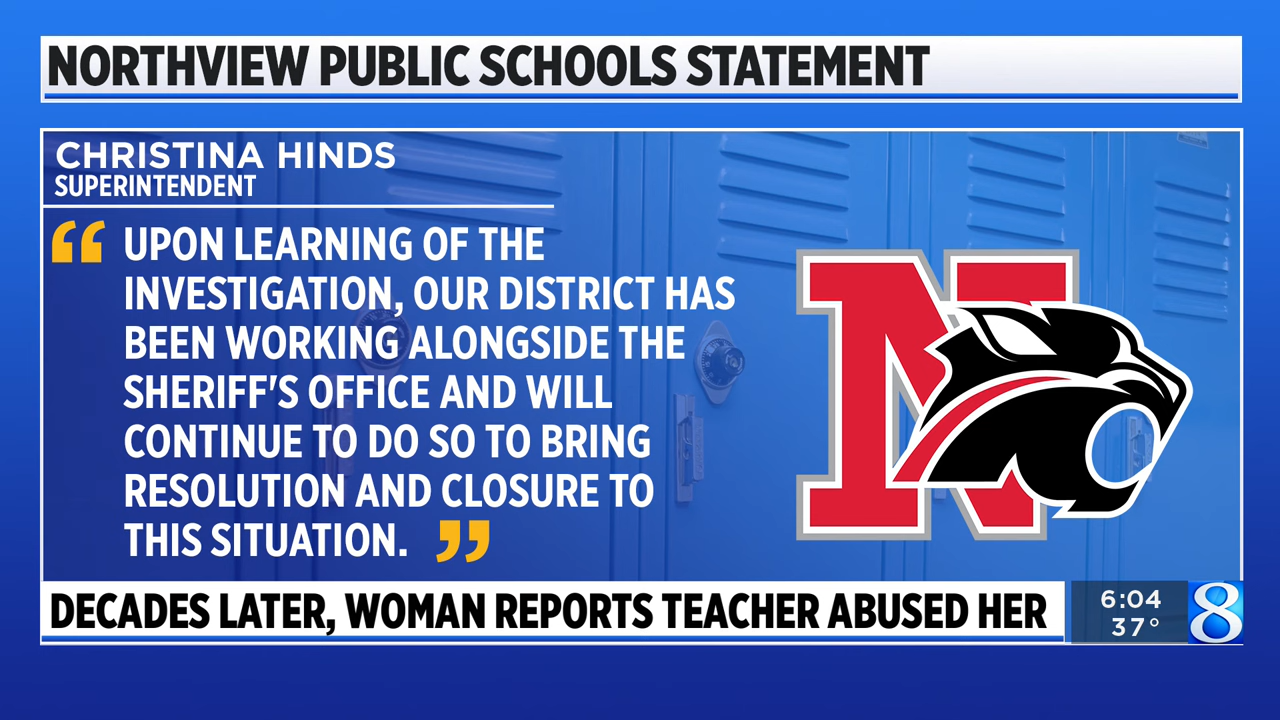 NORTHVIEW PUBLIC SCHOOLS STATEMENT
CHRISTINA HINDS
SUPERINTENDENT
“ UPON LEARNING OF THE
INVESTIGATION, OUR DISTRICT HAS
BEEN WORKING ALONGSIDE THE
SHERIFF'S OFFICE AND WILL
CONTINUE TO DO SO TO BRING
RESOLUTION AND CLOSURE TO
THIS SITUATION. ”
N
DECADES LATER, WOMAN REPORTS TEACHER ABUSED HER
6:04
37°
8